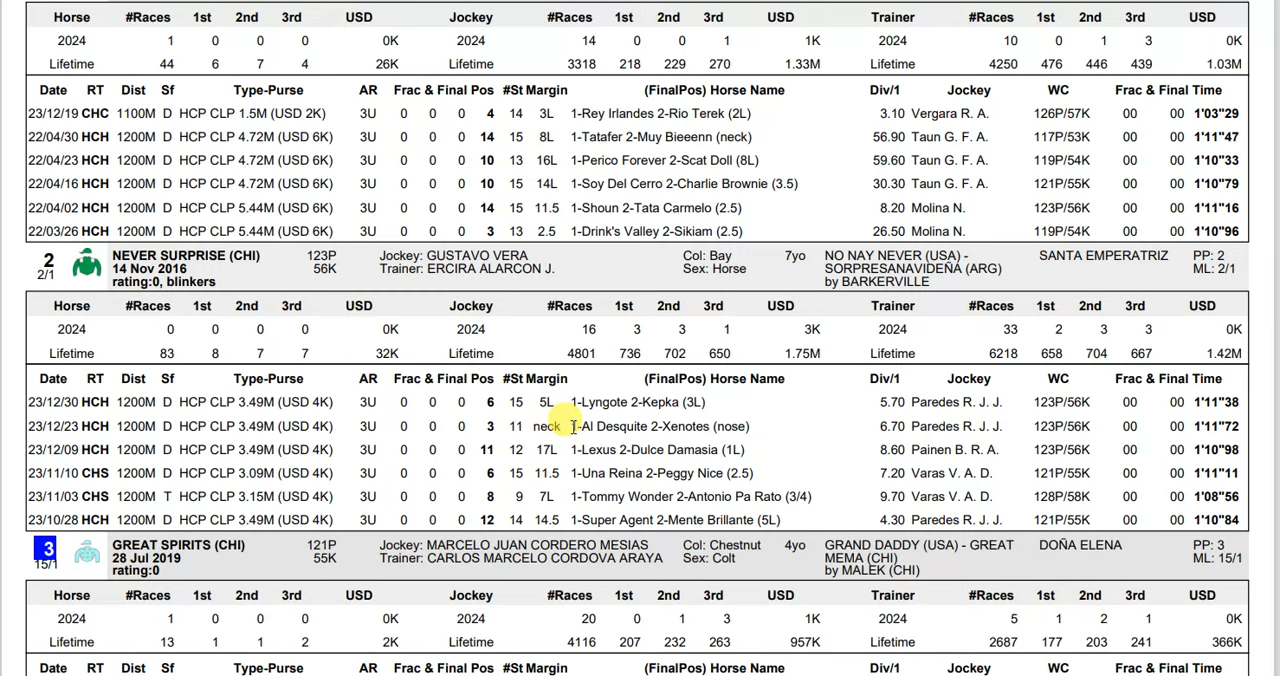 Horse #Races 1st 2nd 3rd USD Jockey #Races 1st 2nd 3rd USD Trainer #Races 1st 2nd 3rd USD
2024 1 0 0 0 0K 2024 14 0 0 1 1K 2024 10 0 1 3 0K
Lifetime 44 6 7 4 26K Lifetime 3318 218 229 270 1.33M Lifetime 4250 476 446 439 1.03M
Date RT Dist Sf Type-Purse AR Frac & Final Pos #St Margin (FinalPos) Horse Name Div/1 Jockey WC Frac & Final Time
23/12/19 CHC 1100M D HCP CLP 1.5M (USD 2K) 3U 0 0 0 4 14 3L 1-Rey Irlandes 2-Rio Terek (2L) 3.10 Vergara R. A. 126P/57K 00 00 1'03"29
22/04/30 HCH 1200M D HCP CLP 4.72M (USD 6K) 3U 0 0 0 14 15 8L 1-Tatafer 2-Muy Bieeenn (neck) 56.90 Taun G. F. A. 117P/53K 00 00 1'11"47
22/04/23 HCH 1200M D HCP CLP 4.72M (USD 6K) 3U 0 0 0 10 13 16L 1-Perico Forever 2-Scat Doll (8L) 59.60 Taun G. F. A. 119P/54K 00 00 1'10"33
22/04/16 HCH 1200M D HCP CLP 4.72M (USD 6K) 3U 0 0 0 10 15 14L 1-Soy Del Cerro 2-Charlie Brownie (3.5) 30.30 Taun G. F. A. 121P/55K 00 00 1'10"79
22/04/02 HCH 1200M D HCP CLP 5.44M (USD 6K) 3U 0 0 0 14 15 11.5 1-Shoun 2-Tata Carmelo (2.5) 8.20 Molina N. 123P/56K 00 00 1'11"16
22/03/26 HCH 1200M D HCP CLP 5.44M (USD 6K) 3U 0 0 0 3 13 2.5 1-Drink's Valley 2-Sikiam (2.5) 26.50 Molina N. 119P/54K 00 00 1'10"96
2 NEVER SURPRISE (CHI) 123P Jockey: GUSTAVO VERA Col: Bay 7yo NO NAY NEVER (USA) - SANTA EMPERATRIZ PP: 2
2/1 14 Nov 2016 56K Trainer: ERCIRA ALARCON J. Sex: Horse SORPRESANAVIDEÑA (ARG) ML: 2/1
rating:0, blinkers by BARKERVILLE
Horse #Races 1st 2nd 3rd USD Jockey #Races 1st 2nd 3rd USD Trainer #Races 1st 2nd 3rd USD
2024 0 0 0 0 0K 2024 16 3 3 1 3K 2024 33 2 3 3 0K
Lifetime 83 8 7 7 32K Lifetime 4801 736 702 650 1.75M Lifetime 6218 658 704 667 1.42M
Date RT Dist Sf Type-Purse AR Frac & Final Pos #St Margin (FinalPos) Horse Name Div/1 Jockey WC Frac & Final Time
23/12/30 HCH 1200M D HCP CLP 3.49M (USD 4K) 3U 0 0 0 6 15 5L 1-Lyngote 2-Kepka (3L) 5.70 Paredes R. J. J. 123P/56K 00 00 1'11"38
23/12/23 HCH 1200M D HCP CLP 3.49M (USD 4K) 3U 0 0 0 3 11 neck 1-Al Desquite 2-Xenotes (nose) 6.70 Paredes R. J. J. 123P/56K 00 00 1'11"72
23/12/09 HCH 1200M D HCP CLP 3.49M (USD 4K) 3U 0 0 0 11 12 17L 1-Lexus 2-Dulce Damasia (1L) 8.60 Painen B. R. A. 123P/56K 00 00 1'10"98
23/11/10 CHS 1200M D HCP CLP 3.09M (USD 4K) 3U 0 0 0 6 15 11.5 1-Una Reina 2-Peggy Nice (2.5) 7.20 Varas V. A. D. 121P/55K 00 00 1'11"11
23/11/03 CHS 1200M T HCP CLP 3.15M (USD 4K) 3U 0 0 0 8 9 7L 1-Tommy Wonder 2-Antonio Pa Rato (3/4) 9.70 Varas V. A. D. 128P/58K 00 00 1'08"56
23/10/28 HCH 1200M D HCP CLP 3.49M (USD 4K) 3U 0 0 0 12 14 14.5 1-Super Agent 2-Mente Brillante (5L) 4.30 Paredes R. J. J. 121P/55K 00 00 1'10"84
3 GREAT SPIRITS (CHI) 121P Jockey: MARCELO JUAN CORDERO MESIAS Col: Chestnut 4yo GRAND DADDY (USA) - GREAT DOÑA ELENA PP: 3
15/1 28 Jul 2019 55K Trainer: CARLOS MARCELO CORDOVA ARAYA Sex: Colt MEMA (CHI) ML: 15/1
rating:0 by MALEK (CHI)
Horse #Races 1st 2nd 3rd USD Jockey #Races 1st 2nd 3rd USD Trainer #Races 1st 2nd 3rd USD
2024 1 0 0 0 0K 2024 20 0 1 3 1K 2024 5 1 2 1 0K
Lifetime 13 1 1 2 2K Lifetime 4116 207 232 263 957K Lifetime 2687 177 203 241 366K
Date RT Dist Sf Type-Purse AR Frac & Final Pos #St Margin (FinalPos) Horse Name Div/1 Jockey WC Frac & Final Time